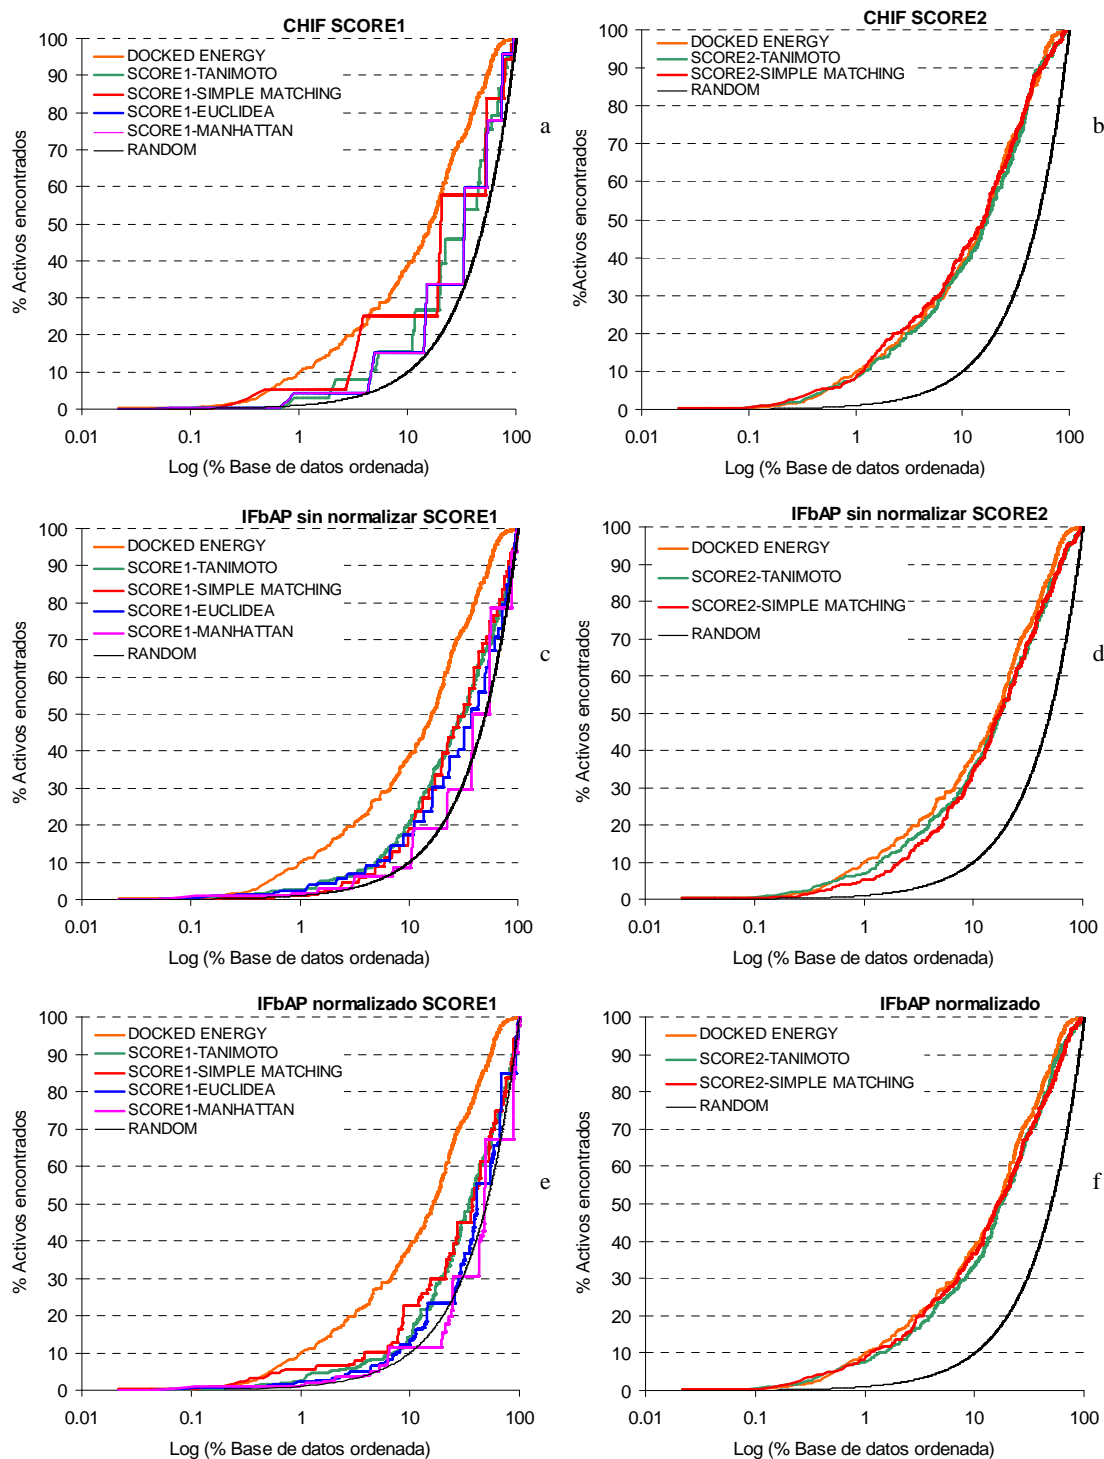 CHIF SCORE1
100
90
80
70
60
50
40
30
20
10
0
% Activos encontrados
DOCKED ENERGY
SCORE1-TANIMOTO
SCORE1-SIMPLE MATCHING
SCORE1-EUCLIDEA
SCORE1-MANHATTAN
RANDOM
a
0.01 0.1 1 10 100
Log (% Base de datos ordenada)
CHIF SCORE2
100
90
80
70
60
50
40
30
20
10
0
%Activos encontrados
DOCKED ENERGY
SCORE2-TANIMOTO
SCORE2-SIMPLE MATCHING
RANDOM
b
0.01 0.1 1 10 100
Log (% Base de datos ordenada)
IFbAP sin normalizar SCORE1
100
90
80
70
60
50
40
30
20
10
0
% Activos encontrados
DOCKED ENERGY
SCORE1-TANIMOTO
SCORE1-SIMPLE MATCHING
SCORE1-EUCLIDEA
SCORE1-MANHATTAN
RANDOM
c
0.01 0.1 1 10 100
Log (% Base de datos ordenada)
IFbAP sin normalizar SCORE2
100
90
80
70
60
50
40
30
20
10
0
% Activos encontrados
DOCKED ENERGY
SCORE2-TANIMOTO
SCORE2-SIMPLE MATCHING
RANDOM
d
0.01 0.1 1 10 100
Log (% Base de datos ordenada)
IFbAP normalizado SCORE1
100
90
80
70
60
50
40
30
20
10
0
% Activos encontrados
DOCKED ENERGY
SCORE1-TANIMOTO
SCORE1-SIMPLE MATCHING
SCORE1-EUCLIDEA
SCORE1-MANHATTAN
RANDOM
e
0.01 0.1 1 10 100
Log (% Base de datos ordenada)
IFbAP normalizado
100
90
80
70
60
50
40
30
20
10
0
% Activos encontrados
DOCKED ENERGY
SCORE2-TANIMOTO
SCORE2-SIMPLE MATCHING
RANDOM
f
0.01 0.1 1 10 100
Log (% Base de datos ordenada)